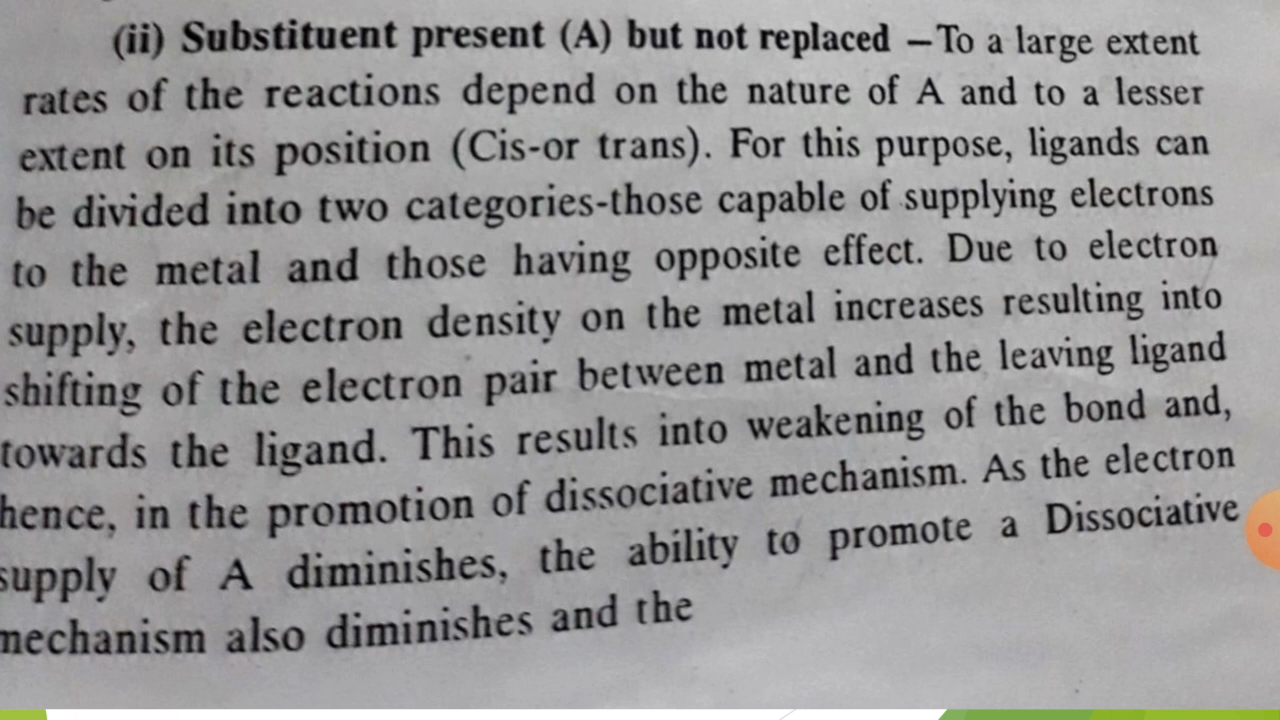 (ii) Substituent present (A) but not replaced –To a large extent
rates of the reactions depend on the nature of A and to a lesser
extent on its position (Cis-or trans). For this purpose, ligands can
be divided into two categories-those capable of supplying electrons
to the metal and those having opposite effect. Due to electron
supply, the electron density on the metal increases resulting into
shifting of the electron pair between metal and the leaving ligand
towards the ligand. This results into weakening of the bond and,
hence, in the promotion of dissociative mechanism. As the electron
supply of A diminishes, the ability to promote a Dissociative
mechanism also diminishes and the